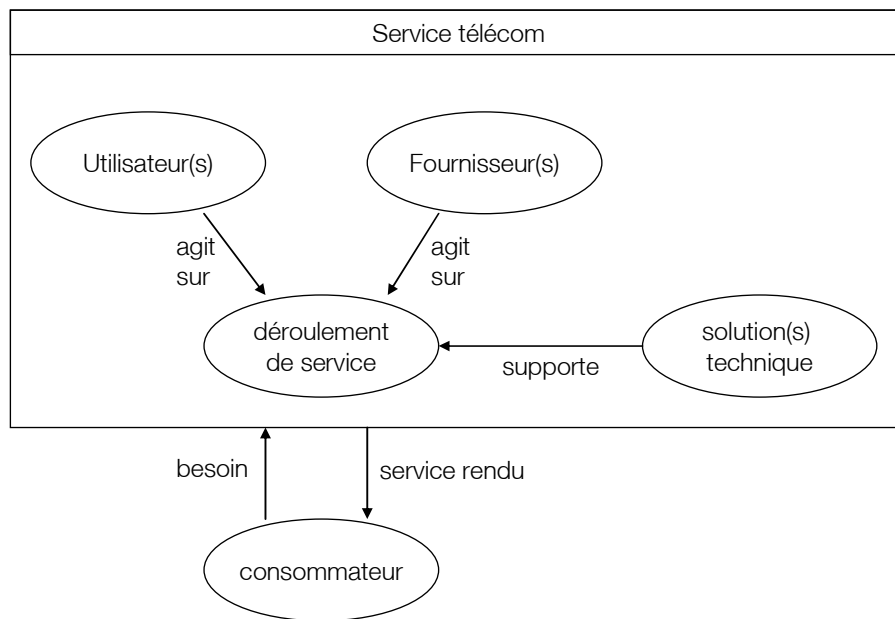 Service télécom
Utilisateur(s)
Fournisseur(s)
agit
sur
agit
sur
déroulement
de service
supporte
solution(s)
technique
besoin
service rendu
consommateur